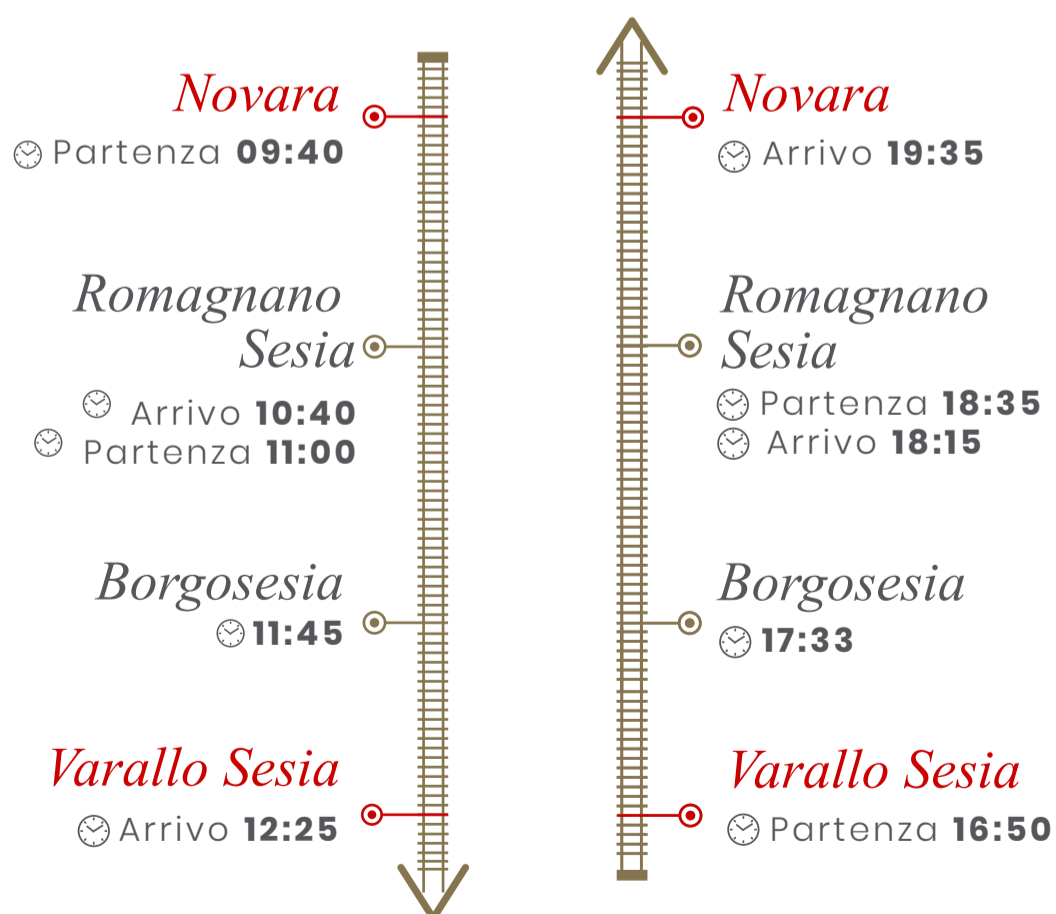 Novara
Partenza 09:40
Romagnano
Sesia
Arrivo 10:40
Partenza 11:00
Borgosesia
11:45
Varallo Sesia
Arrivo 12:25
Novara
Arrivo 19:35
Romagnano
Sesia
Partenza 18:35
Arrivo 18:15
Borgosesia
17:33
Varallo Sesia
Partenza 16:50